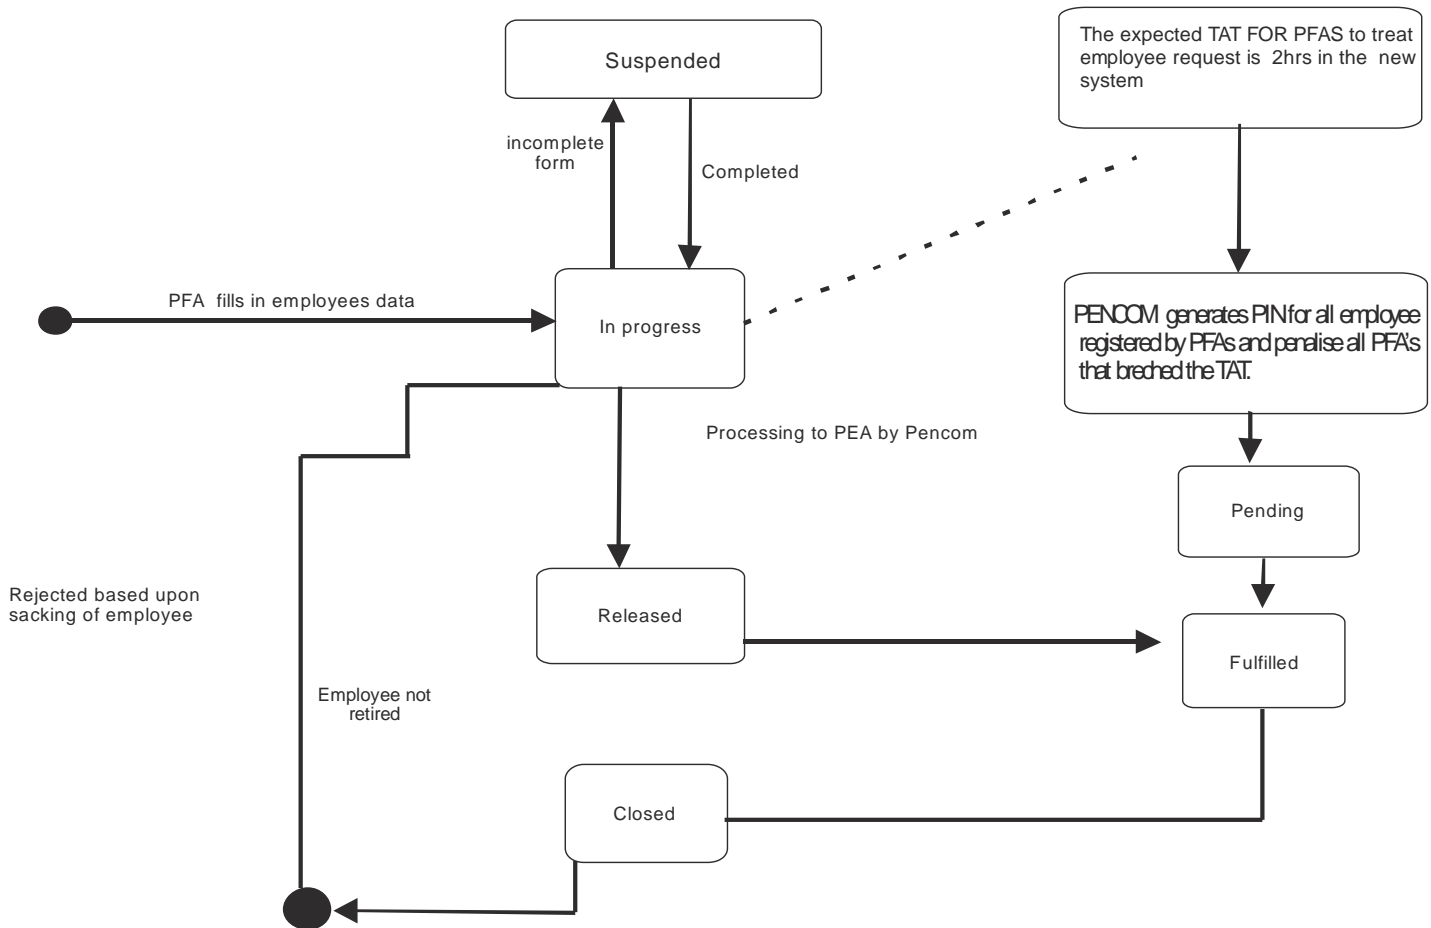 Suspended
The expected TAT FOR PFAS to treat
employee request is 2hrs in the new
system
incomplete
form
Completed
PFA fills in employees data
In progress
PENCOM generates PIN for all employee
registered by PFAs and penalise all PFA's
that breched the TAT.
Processing to PEA by Pencom
Pending
Rejected based upon
sacking of employee
Released
Fulfilled
Employee not
retired
Closed